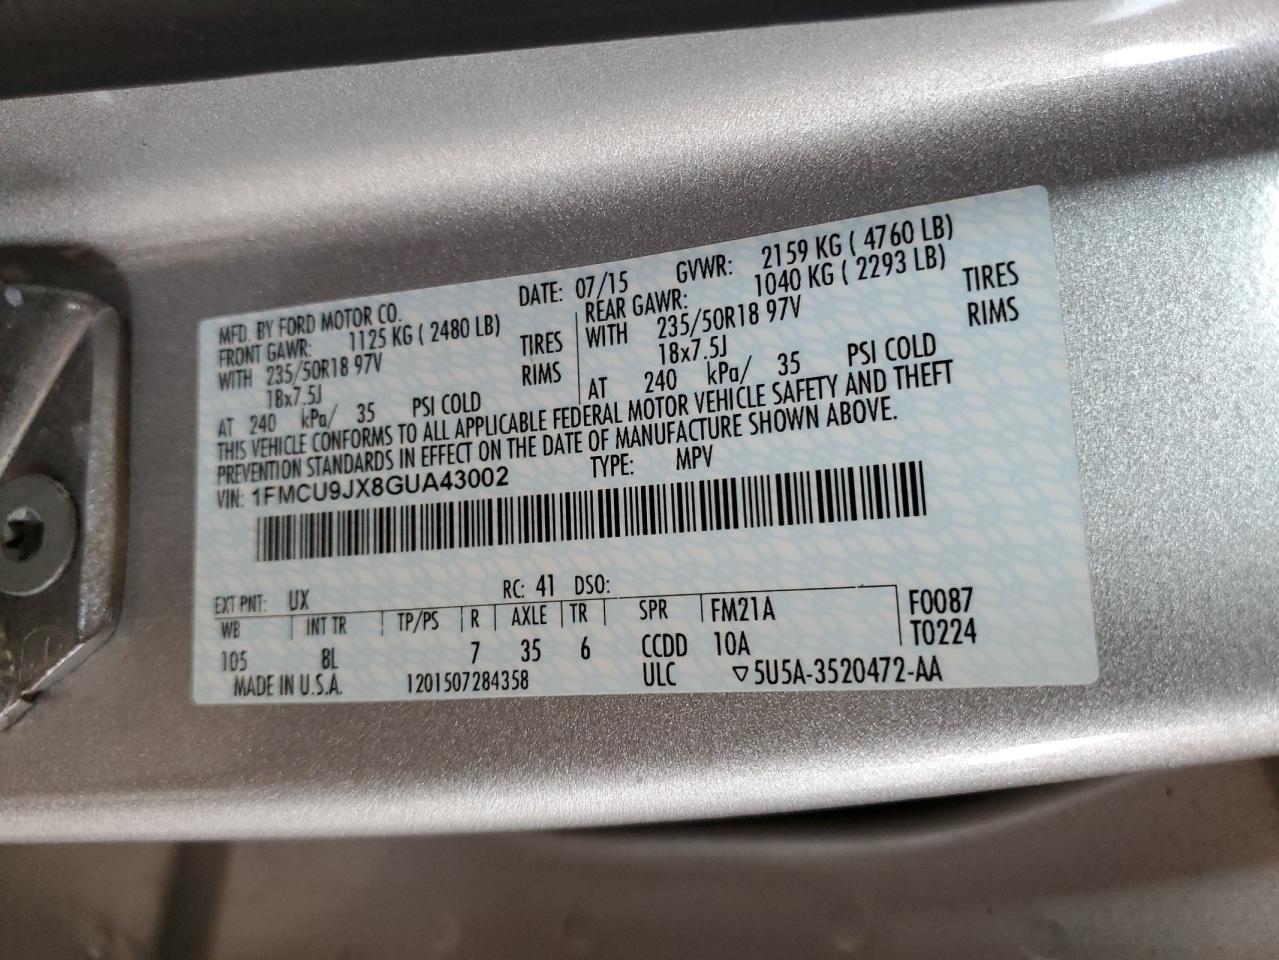 MFD. BY FORD MOTOR CO. DATE: 07/15 GVWR: 2159 KG ( 4760 LB)
FRONT GAWR: 1125 KG ( 2480 LB) REAR GAWR: 1040 KG ( 2293 LB)
WITH 235/50R18 97V TIRES WITH 235/50R18 97V TIRES
18x7.5J RIMS 18x7.5J RIMS
AT 240 kPa/ 35 PSI COLD AT 240 kPa/ 35 PSI COLD
THIS VEHICLE CONFORMS TO ALL APPLICABLE FEDERAL MOTOR VEHICLE SAFETY AND THEFT
PREVENTION STANDARDS IN EFFECT ON THE DATE OF MANUFACTURE SHOWN ABOVE.
VIN: 1FMCU9JX8GUA43002 TYPE: MPV
EXT PNT: UX RC: 41 DSO:
WB INT TR TP/PS R AXLE TR SPR FM21A F0087
105 8L 7 35 6 CCDD 10A T0224
MADE IN U.S.A. 1201507284358 ULC ▽5U5A-3520472-AA